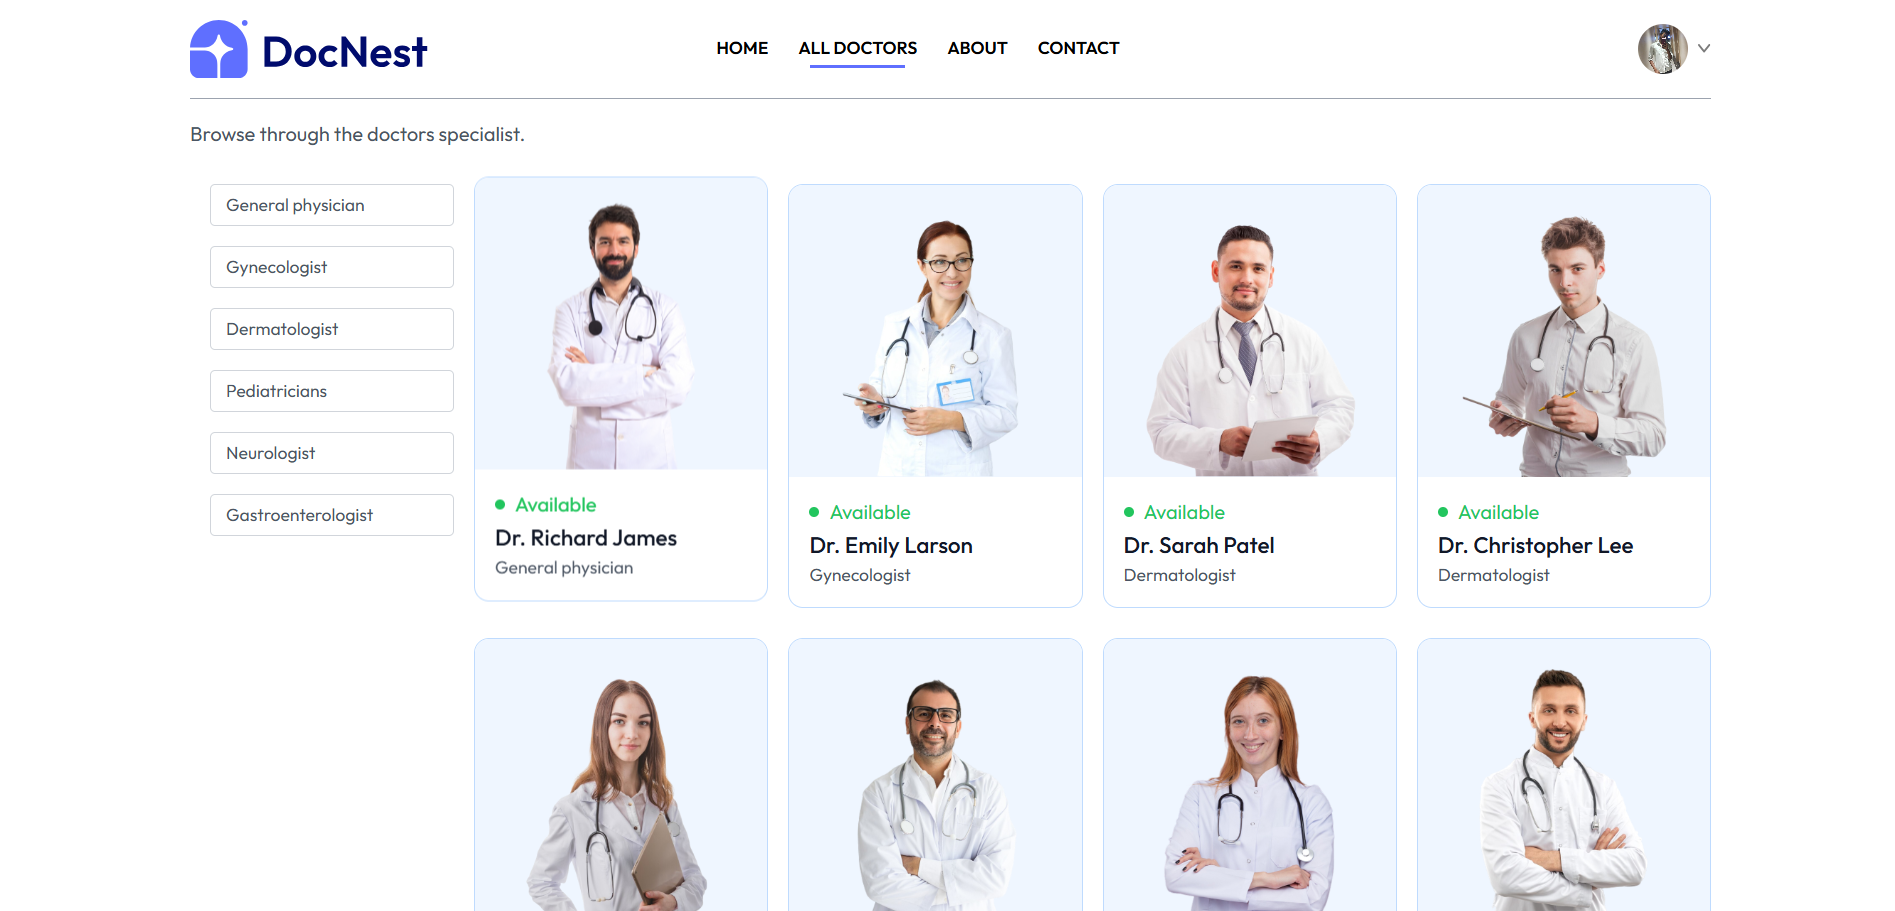 DocNest
HOME
ALL DOCTORS
ABOUT
CONTACT
Browse through the doctors specialist.
General physician
Gynecologist
Dermatologist
Pediatricians
Neurologist
Gastroenterologist
Available
Dr. Richard James
General physician
Available
Dr. Emily Larson
Gynecologist
Available
Dr. Sarah Patel
Dermatologist
Available
Dr. Christopher Lee
Dermatologist